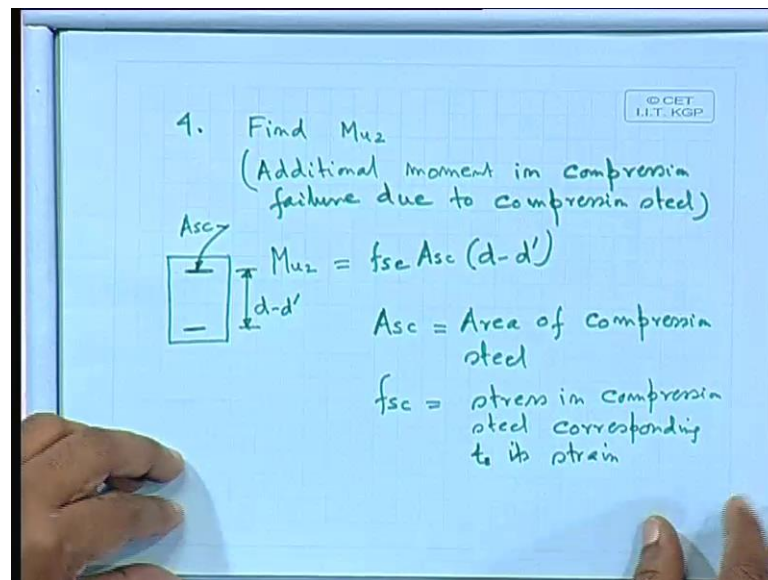 © CET
I.I.T. KGP
4. Find Mu2
(Additional moment in compression
failure due to compression steel)
Asc
Mu2 = fsc Asc (d-d')
d-d'
Asc = Area of compression
steel
fsc = stress in compression
steel corresponding
to its strain